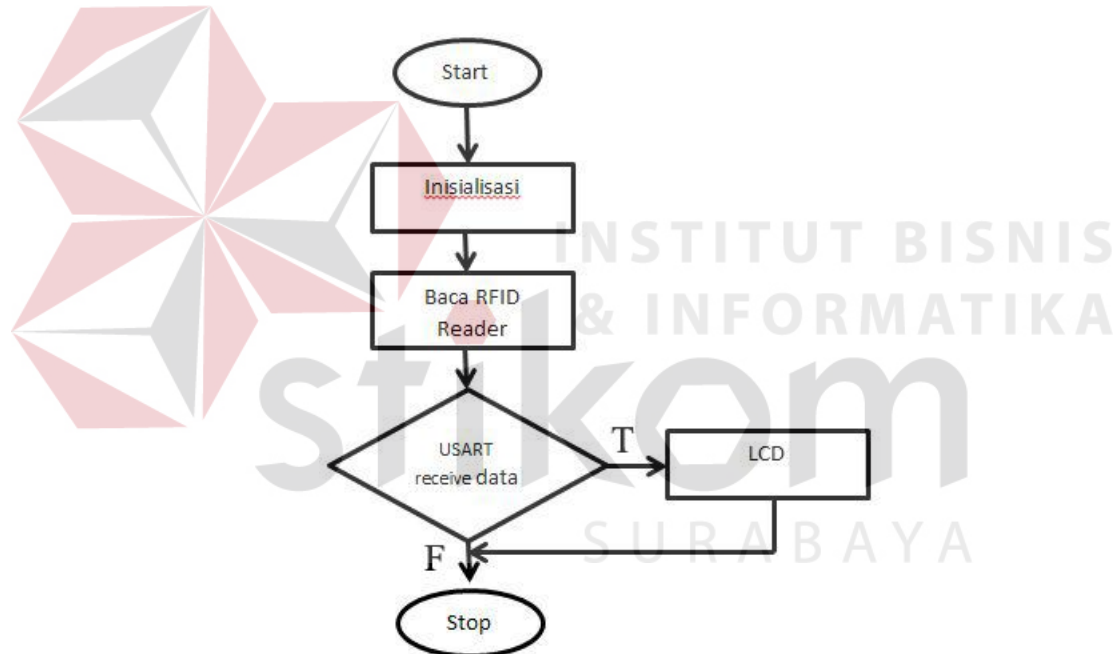 Start
Inisialisasi
Baca RFID
Reader
USART
receive data
T
LCD
F
Stop
INSTITUT BISNIS
& INFORMATIKA
stikom
SURABAYA